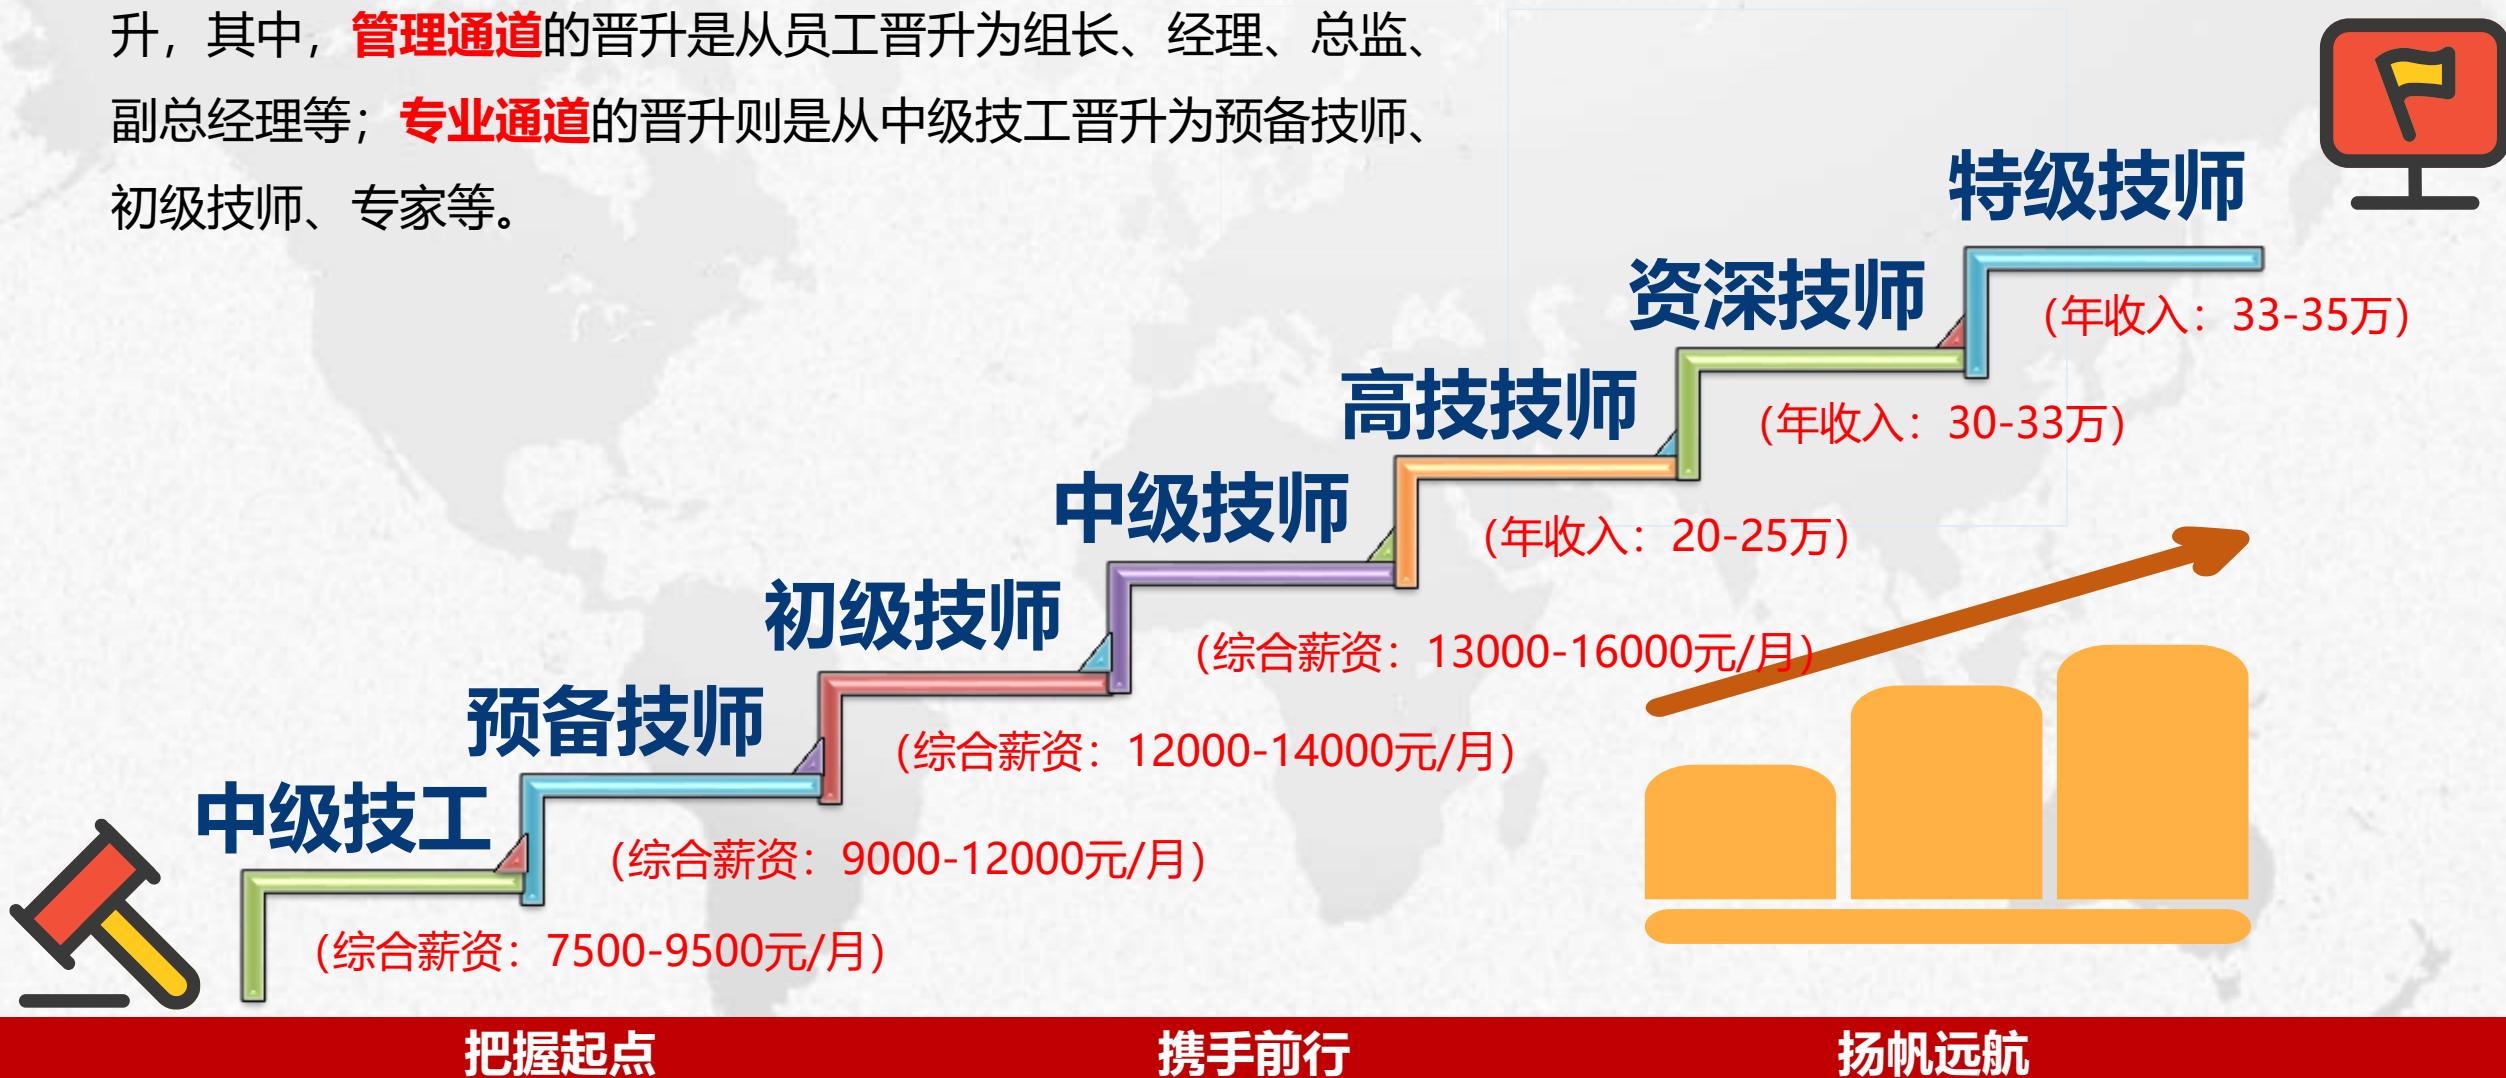 升，其中，管理通道的晋升是从员工晋升为组长、经理、总监、
副总经理等；专业通道的晋升则是从中级技工晋升为预备技师、
初级技师、专家等。
特级技师
（年收入：33-35万）
资深技师
（年收入：30-33万）
高技技师
（年收入：20-25万）
中级技师
（综合薪资：13000-16000元/月）
初级技师
（综合薪资：12000-14000元/月）
预备技师
（综合薪资：9000-12000元/月）
中级技工
（综合薪资：7500-9500元/月）
把握起点
携手前行
扬帆远航